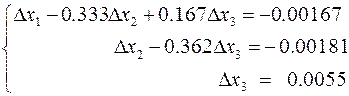 Δx₁ − 0.333Δx₂ + 0.167Δx₃ = −0.00167
Δx₂ − 0.362Δx₃ = −0.00181
Δx₃ = 0.0055